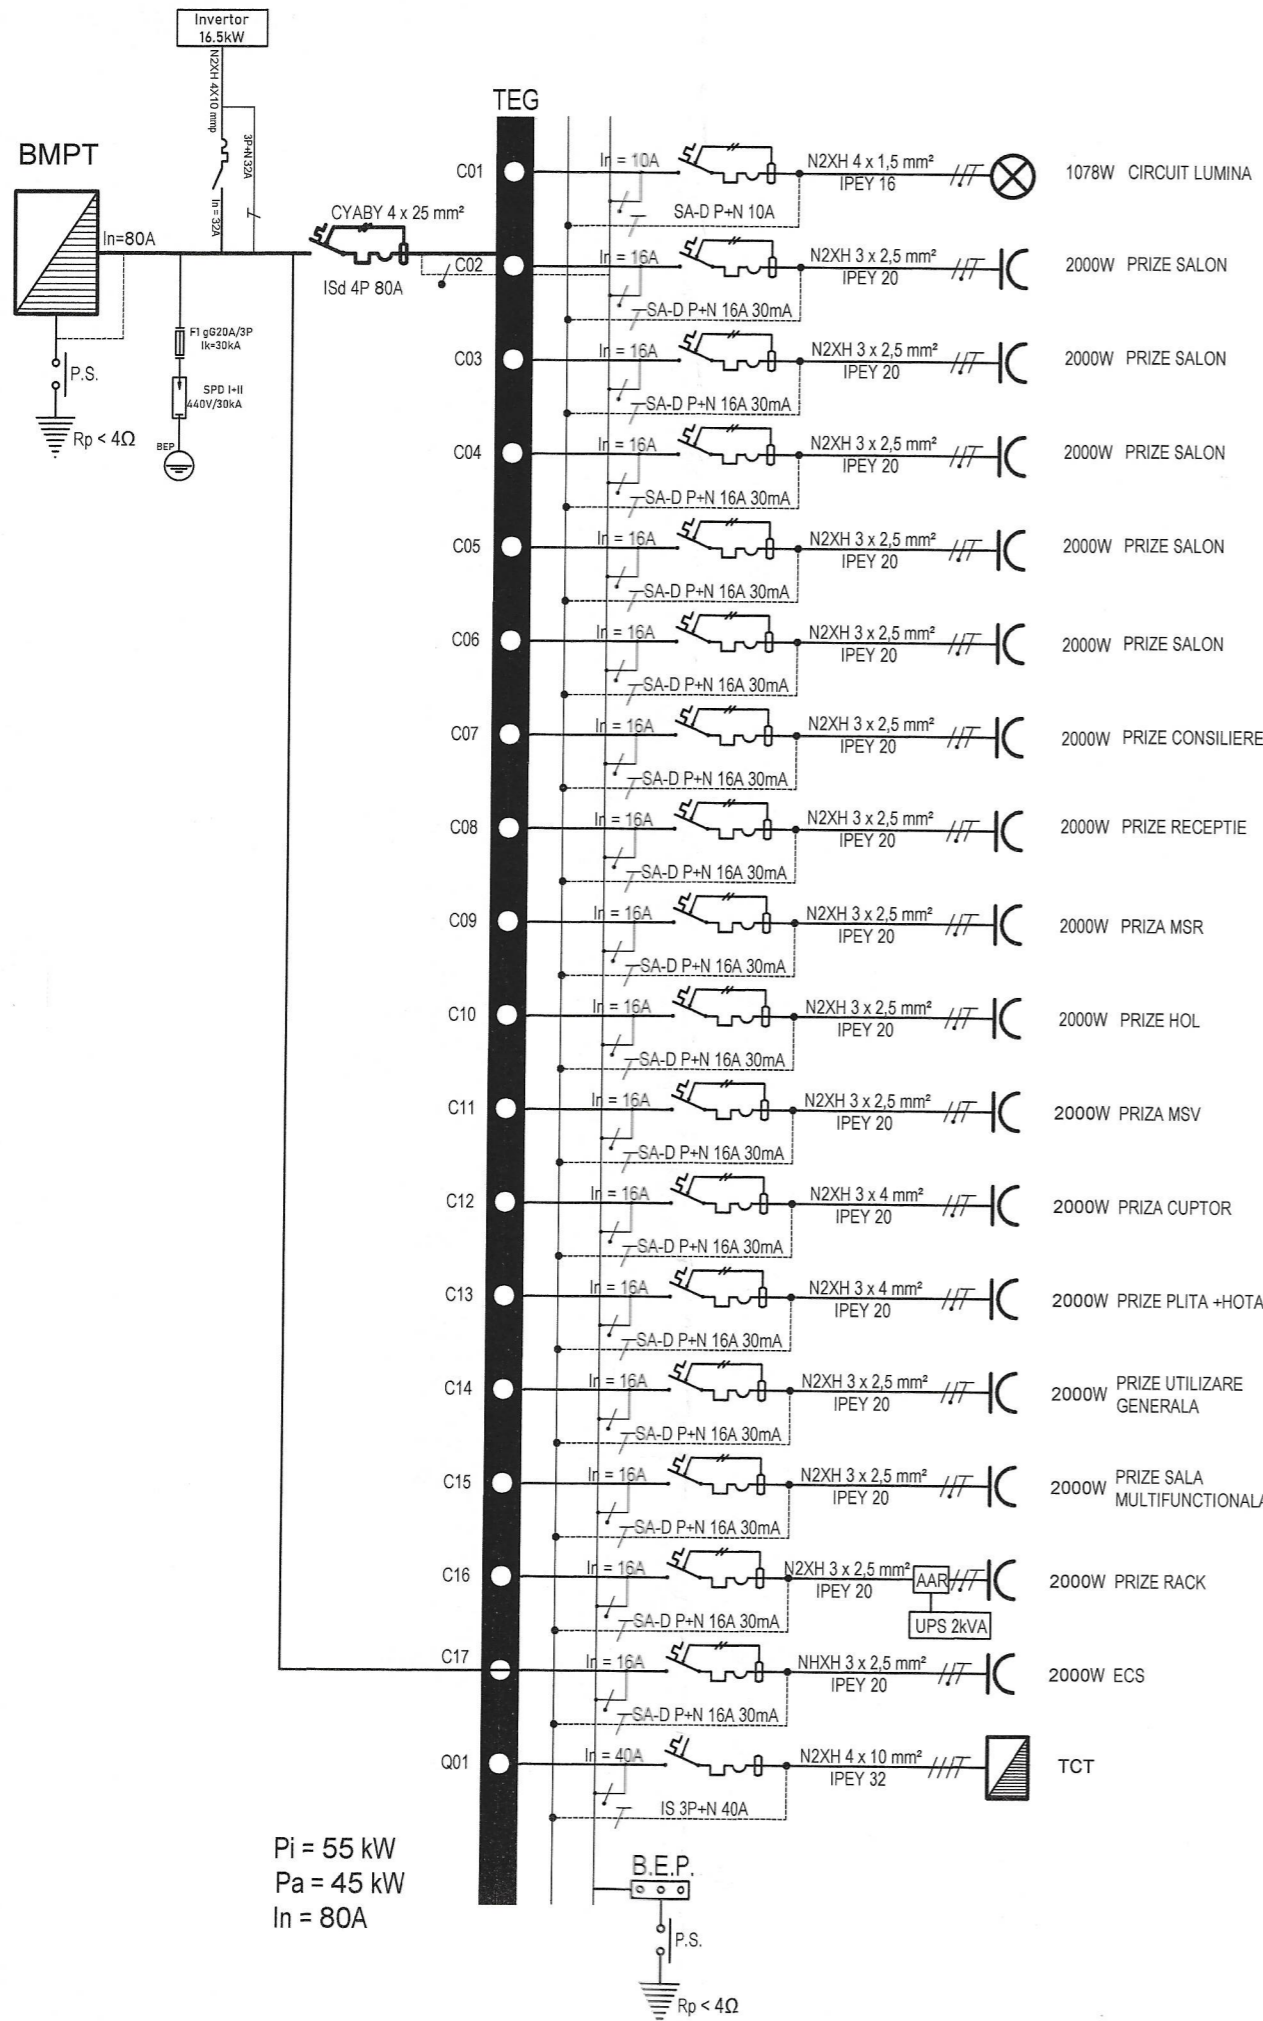 Invertor
16.5kW
N2XH 4X10 mmp
3P+N 32A
In = 32A
TEG
BMPT
In=80A
CYABY 4 x 25 mm²
ISd 4P 80A
F1 gG20A/3P
Ik=30kA
SPD I+II
440V/30kA
BEP
P.S.
Rp < 4Ω
C01
In = 10A
N2XH 4 x 1,5 mm²
IPEY 16
SA-D P+N 10A
1078W CIRCUIT LUMINA
C02
In = 16A
N2XH 3 x 2,5 mm²
IPEY 20
SA-D P+N 16A 30mA
2000W PRIZE SALON
C03
In = 16A
N2XH 3 x 2,5 mm²
IPEY 20
SA-D P+N 16A 30mA
2000W PRIZE SALON
C04
In = 16A
N2XH 3 x 2,5 mm²
IPEY 20
SA-D P+N 16A 30mA
2000W PRIZE SALON
C05
In = 16A
N2XH 3 x 2,5 mm²
IPEY 20
SA-D P+N 16A 30mA
2000W PRIZE SALON
C06
In = 16A
N2XH 3 x 2,5 mm²
IPEY 20
SA-D P+N 16A 30mA
2000W PRIZE SALON
C07
In = 16A
N2XH 3 x 2,5 mm²
IPEY 20
SA-D P+N 16A 30mA
2000W PRIZE CONSILIERE
C08
In = 16A
N2XH 3 x 2,5 mm²
IPEY 20
SA-D P+N 16A 30mA
2000W PRIZE RECEPTIE
C09
In = 16A
N2XH 3 x 2,5 mm²
IPEY 20
SA-D P+N 16A 30mA
2000W PRIZA MSR
C10
In = 16A
N2XH 3 x 2,5 mm²
IPEY 20
SA-D P+N 16A 30mA
2000W PRIZE HOL
C11
In = 16A
N2XH 3 x 2,5 mm²
IPEY 20
SA-D P+N 16A 30mA
2000W PRIZA MSV
C12
In = 16A
N2XH 3 x 4 mm²
IPEY 20
SA-D P+N 16A 30mA
2000W PRIZA CUPTOR
C13
In = 16A
N2XH 3 x 4 mm²
IPEY 20
SA-D P+N 16A 30mA
2000W PRIZE PLITA +HOTA
C14
In = 16A
N2XH 3 x 2,5 mm²
IPEY 20
SA-D P+N 16A 30mA
2000W PRIZE UTILIZARE
GENERALA
C15
In = 16A
N2XH 3 x 2,5 mm²
IPEY 20
SA-D P+N 16A 30mA
2000W PRIZE SALA
MULTIFUNCTIONALA
C16
In = 16A
N2XH 3 x 2,5 mm²
IPEY 20
AAR
UPS 2kVA
SA-D P+N 16A 30mA
2000W PRIZE RACK
C17
In = 16A
NHXH 3 x 2,5 mm²
IPEY 20
SA-D P+N 16A 30mA
2000W ECS
Q01
In = 40A
N2XH 4 x 10 mm²
IPEY 32
IS 3P+N 40A
TCT
Pi = 55 kW
Pa = 45 kW
In = 80A
B.E.P.
P.S.
Rp < 4Ω